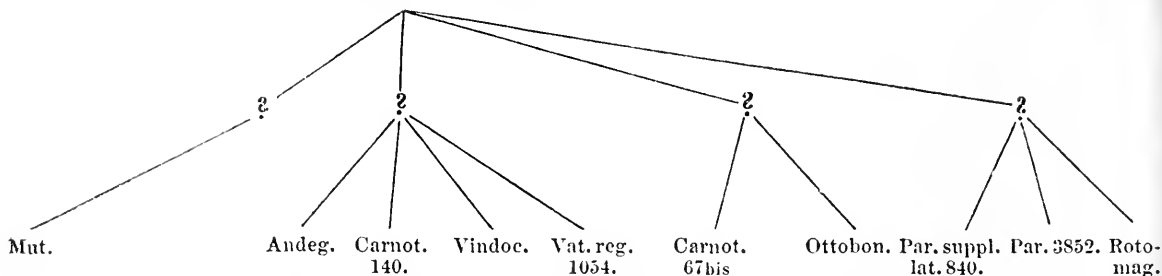 ? ? ? ?
Mut. Andeg. Carnot. Vindoc. Vat. reg. Carnot. Ottobon. Par. suppl. Par. 3852. Roto-
140. 1054. 67bis lat. 840. mag.